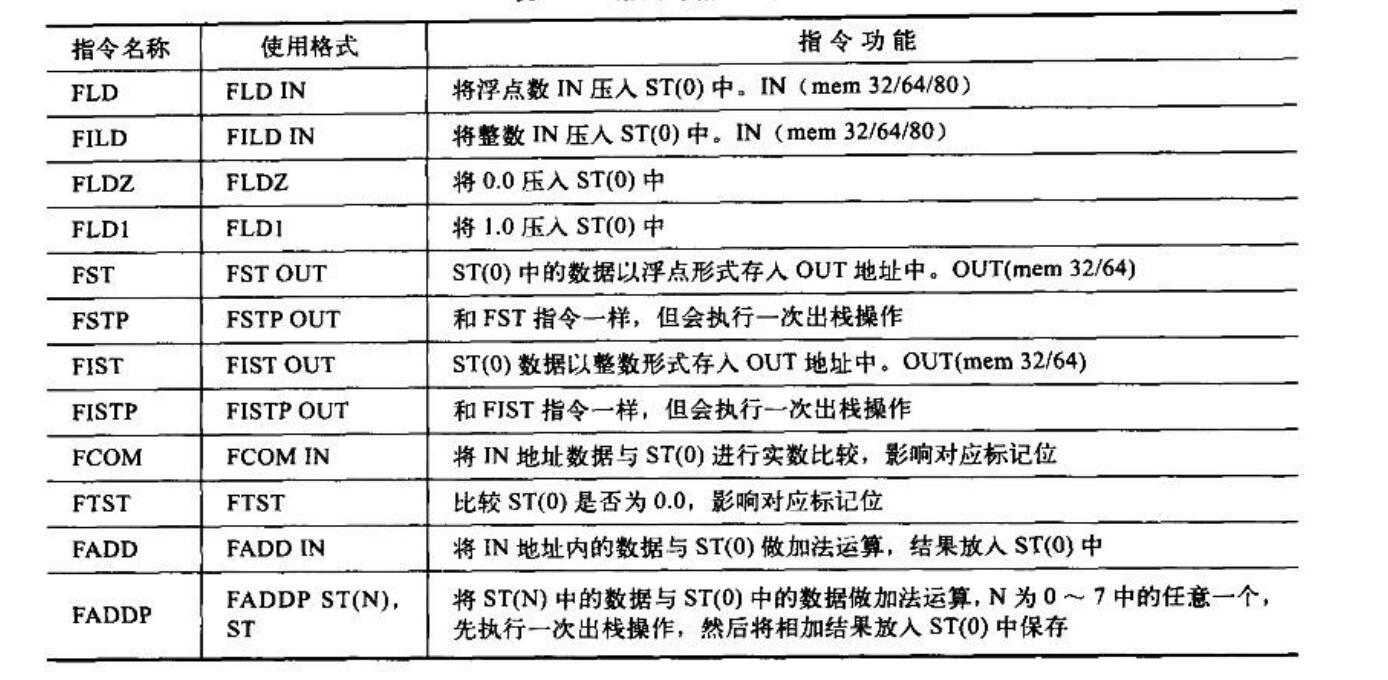 指令名称 使用格式 指令功能
FLD FLD IN 将浮点数 IN 压入 ST(0) 中。IN（mem 32/64/80）
FILD FILD IN 将整数 IN 压入 ST(0) 中。IN（mem 32/64/80）
FLDZ FLDZ 将 0.0 压入 ST(0) 中
FLD1 FLD1 将 1.0 压入 ST(0) 中
FST FST OUT ST(0) 中的数据以浮点形式存入 OUT 地址中。OUT(mem 32/64)
FSTP FSTP OUT 和 FST 指令一样，但会执行一次出栈操作
FIST FIST OUT ST(0) 数据以整数形式存入 OUT 地址中。OUT(mem 32/64)
FISTP FISTP OUT 和 FIST 指令一样，但会执行一次出栈操作
FCOM FCOM IN 将 IN 地址数据与 ST(0) 进行实数比较，影响对应标记位
FTST FTST 比较 ST(0) 是否为 0.0，影响对应标记位
FADD FADD IN 将 IN 地址内的数据与 ST(0) 做加法运算，结果放入 ST(0) 中
FADDP FADDP ST(N), 将 ST(N) 中的数据与 ST(0) 中的数据做加法运算，N 为 0 ～ 7 中的任意一个，
ST 先执行一次出栈操作，然后将相加结果放入 ST(0) 中保存